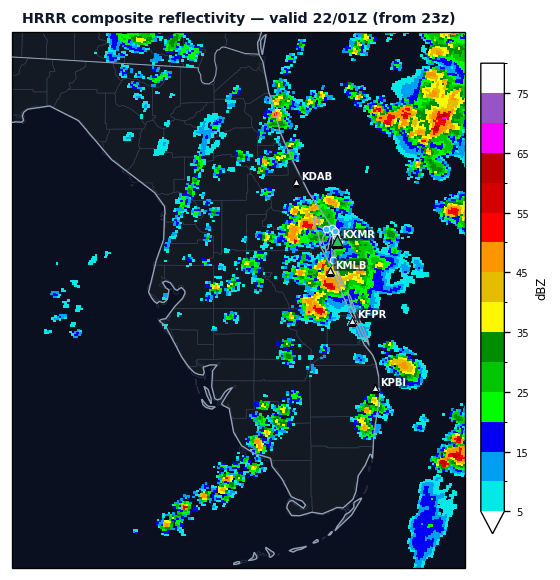 HRRR composite reflectivity — valid 22/01Z (from 23z)
KDAB
KXMR
KMLB
KFPR
KPBI
75
65
55
45
35
25
15
5
dBZ